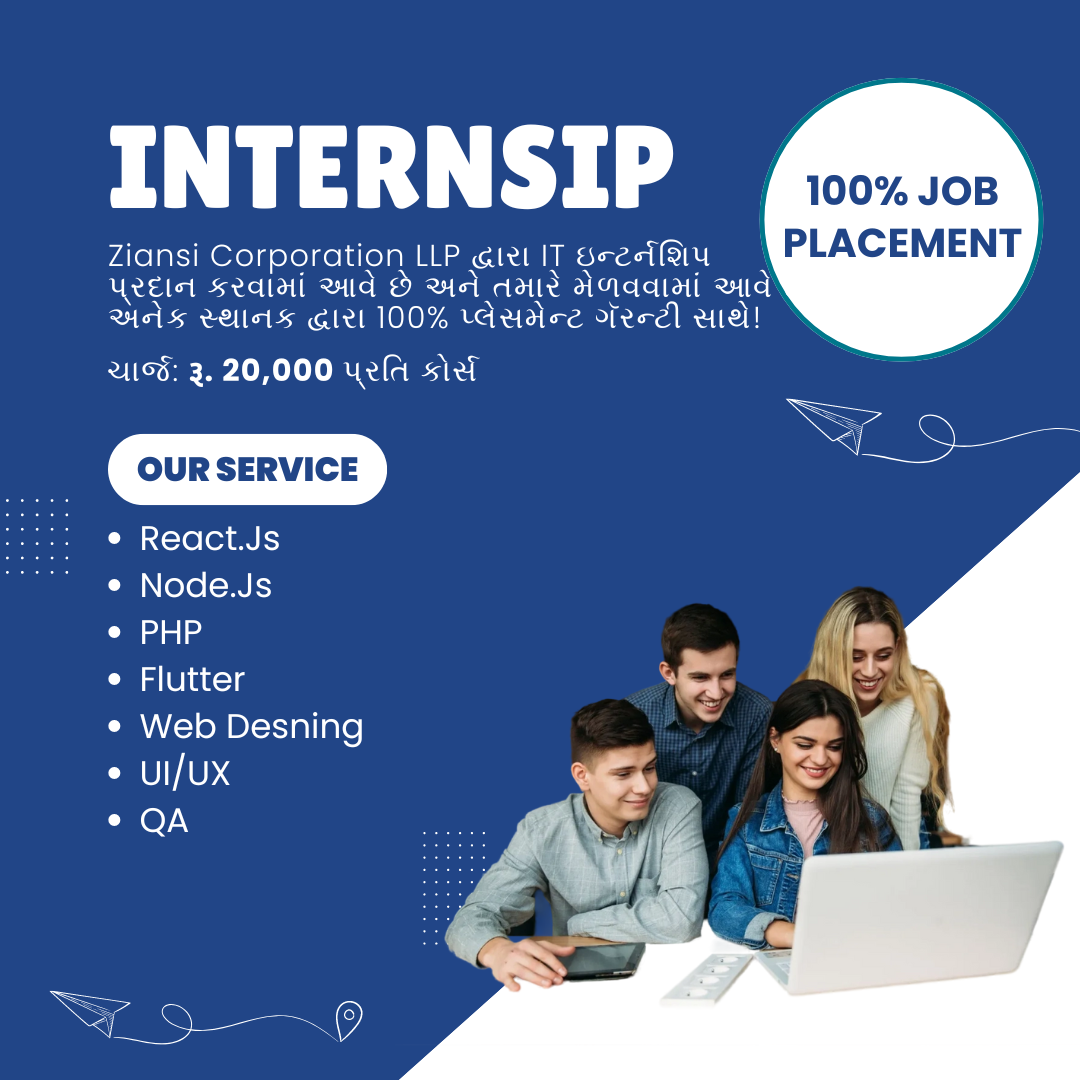 INTERNSIP
100% JOB
PLACEMENT
Ziansi Corporation LLP દ્વારા IT ઇન્ટર્નશિપ
પ્રદાન કરવામાં આવે છે અને તમારે મેળવવામાં આવે
અનેક સ્થાનક દ્વારા 100% પ્લેસમેન્ટ ગૅરન્ટી સાથે!
ચાર્જ: રૂ. 20,000 પ્રતિ કોર્સ
OUR SERVICE
• React.Js
• Node.Js
• PHP
• Flutter
• Web Desning
• UI/UX
• QA